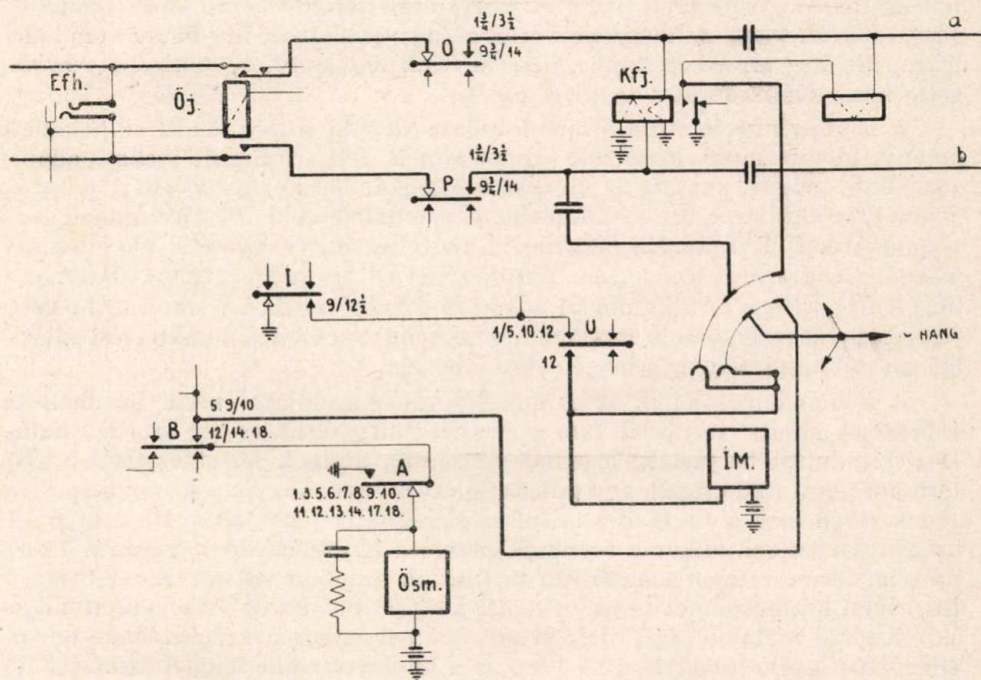 1¾/3½
a
O
9¾/14
Efh.
Öj.
Kfj.
1¾/3½
b
P
9¾/14
I
9/12½
4/5.10.12
U
HANG
12
5.9/10
B
12/14.18.
A
IM.
1.3.5.6.7.8.9.10.
11.12.13.14.17.18.
Ösm.